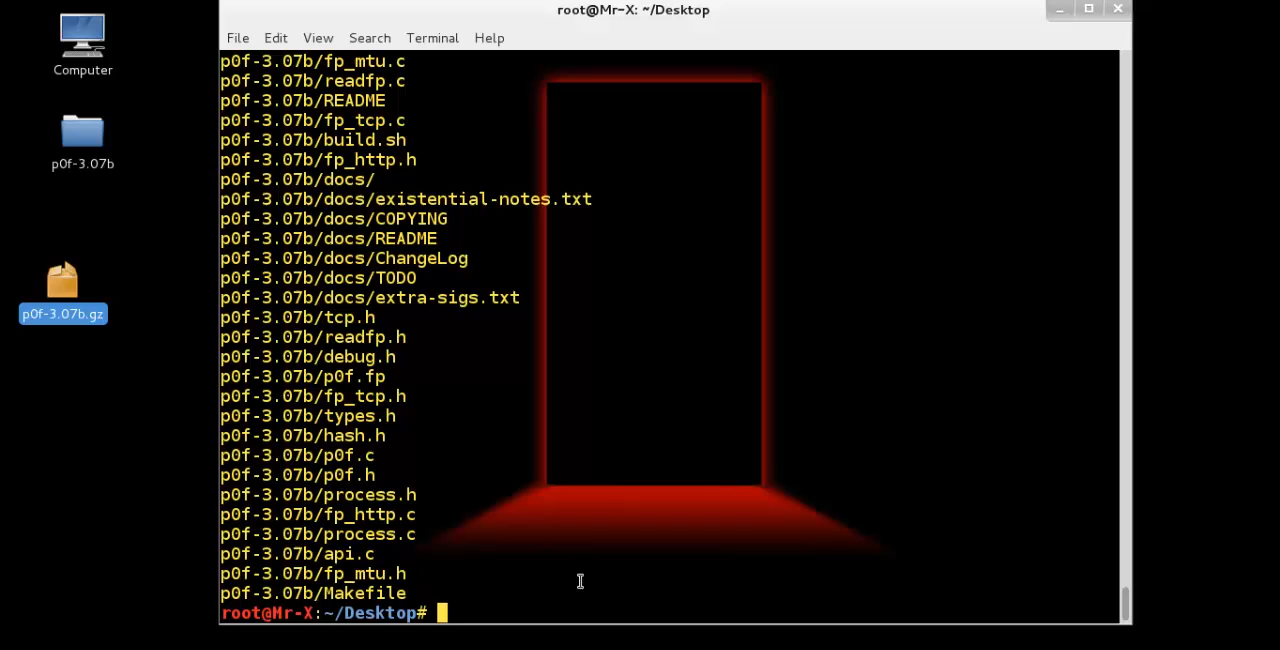 root@Mr-X: ~/Desktop
File Edit View Search Terminal Help
Computer
p0f-3.07b
p0f-3.07b.gz
p0f-3.07b/fp_mtu.c
p0f-3.07b/readfp.c
p0f-3.07b/README
p0f-3.07b/fp_tcp.c
p0f-3.07b/build.sh
p0f-3.07b/fp_http.h
p0f-3.07b/docs/
p0f-3.07b/docs/existential-notes.txt
p0f-3.07b/docs/COPYING
p0f-3.07b/docs/README
p0f-3.07b/docs/ChangeLog
p0f-3.07b/docs/TODO
p0f-3.07b/docs/extra-sigs.txt
p0f-3.07b/tcp.h
p0f-3.07b/readfp.h
p0f-3.07b/debug.h
p0f-3.07b/p0f.fp
p0f-3.07b/fp_tcp.h
p0f-3.07b/types.h
p0f-3.07b/hash.h
p0f-3.07b/p0f.c
p0f-3.07b/p0f.h
p0f-3.07b/process.h
p0f-3.07b/fp_http.c
p0f-3.07b/process.c
p0f-3.07b/api.c
p0f-3.07b/fp_mtu.h
p0f-3.07b/Makefile
root@Mr-X:~/Desktop#